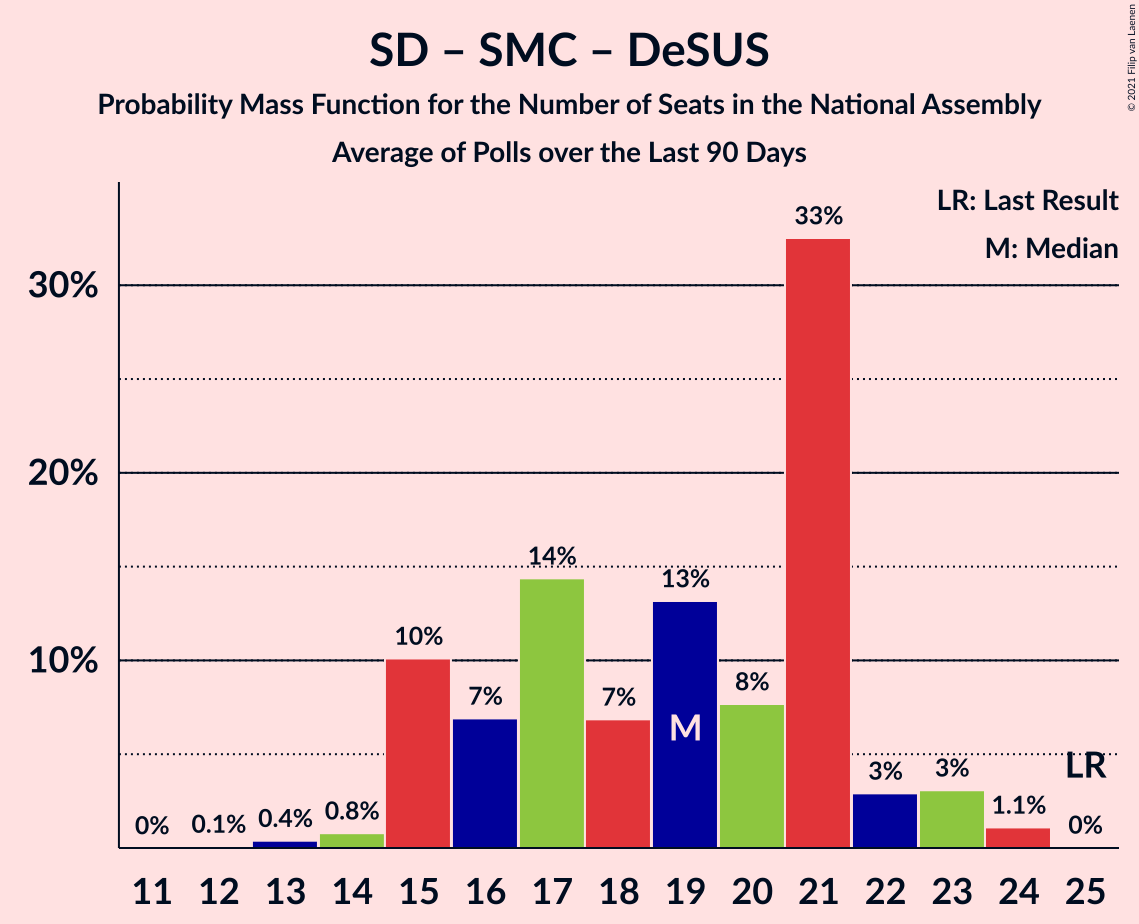 SD – SMC – DeSUS
Probability Mass Function for the Number of Seats in the National Assembly
Average of Polls over the Last 90 Days
© 2021 Filip van Laenen
LR: Last Result
M: Median
33%
30%
20%
14%
13%
10%
10%
8%
7%
7%
M
3%
3%
LR
0%
0.1%
0.4%
0.8%
1.1%
0%
11 12 13 14 15 16 17 18 19 20 21 22 23 24 25